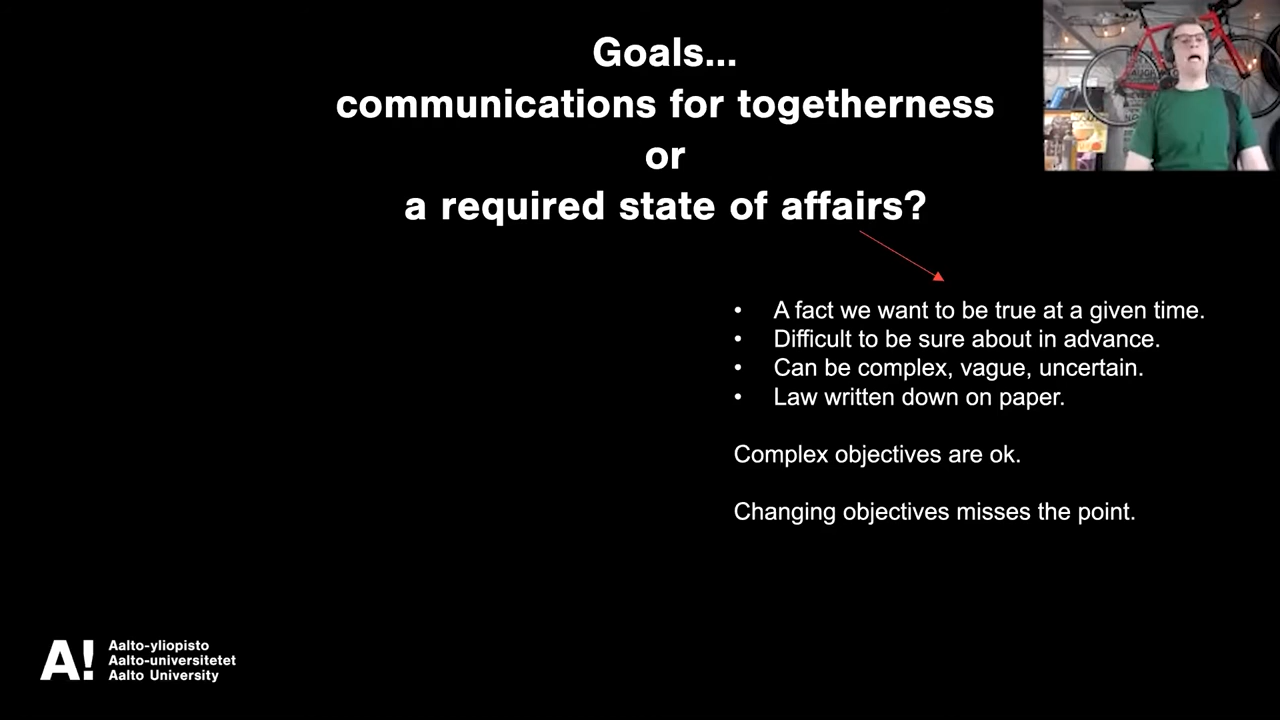 Goals...
communications for togetherness
or
a required state of affairs?
• A fact we want to be true at a given time.
• Difficult to be sure about in advance.
• Can be complex, vague, uncertain.
• Law written down on paper.
Complex objectives are ok.
Changing objectives misses the point.
A!
Aalto-yliopisto
Aalto-universitetet
Aalto University